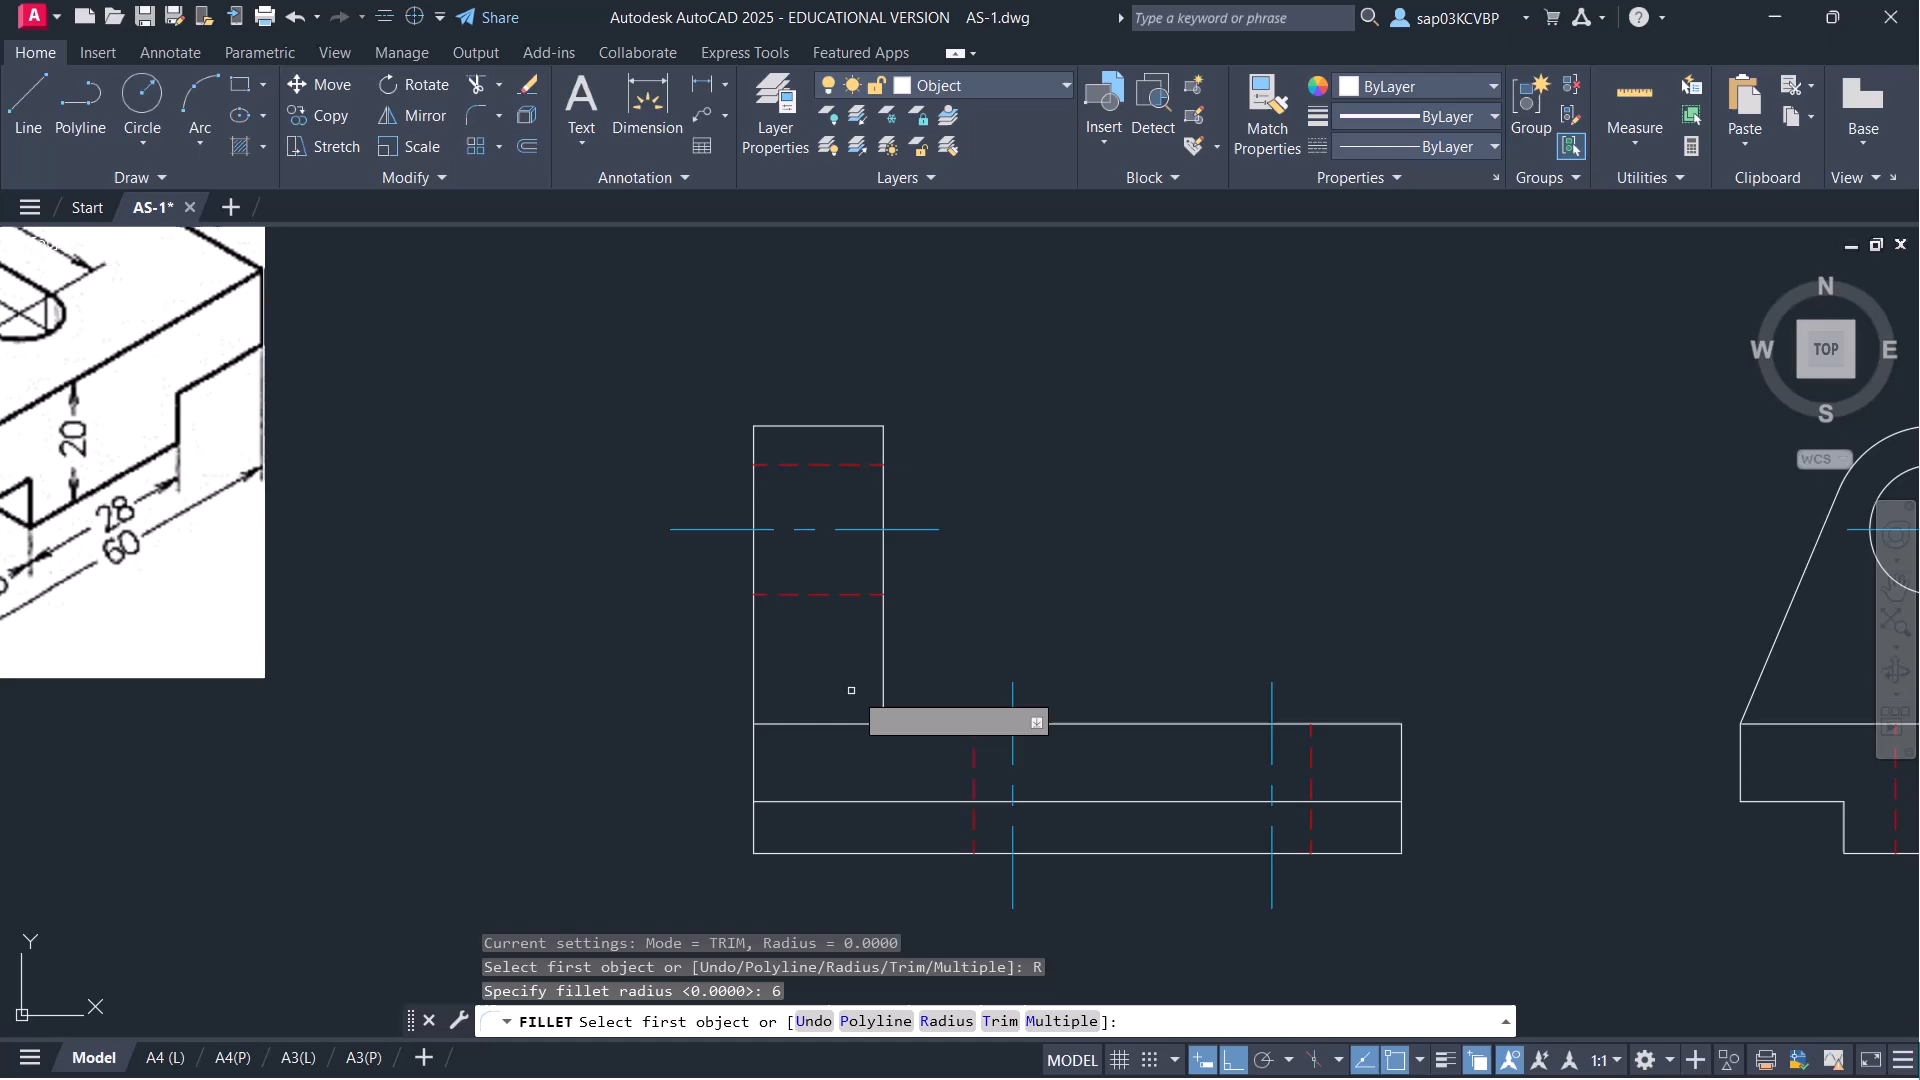 Share
Autodesk AutoCAD 2025 - EDUCATIONAL VERSION AS-1.dwg
Type a keyword or phrase
sap03KCVBP
Home Insert Annotate Parametric View Manage Output Add-ins Collaborate Express Tools Featured Apps
Line Polyline Circle Arc
Move Rotate
Copy Mirror
Stretch Scale
Text Dimension
Layer
Properties
Object
Insert Detect
Match
Properties
ByLayer
ByLayer
ByLayer
Group
Measure
Paste
Base
Draw Modify Annotation Layers Block Properties Groups Utilities Clipboard View
Start AS-1*
20
28
60
N
W TOP E
S
WCS
Y
X
Current settings: Mode = TRIM, Radius = 0.0000
Select first object or [Undo/Polyline/Radius/Trim/Multiple]: R
Specify fillet radius <0.0000>: 6
FILLET Select first object or [Undo Polyline Radius Trim Multiple]:
Model A4 (L) A4(P) A3(L) A3(P)
MODEL 1:1